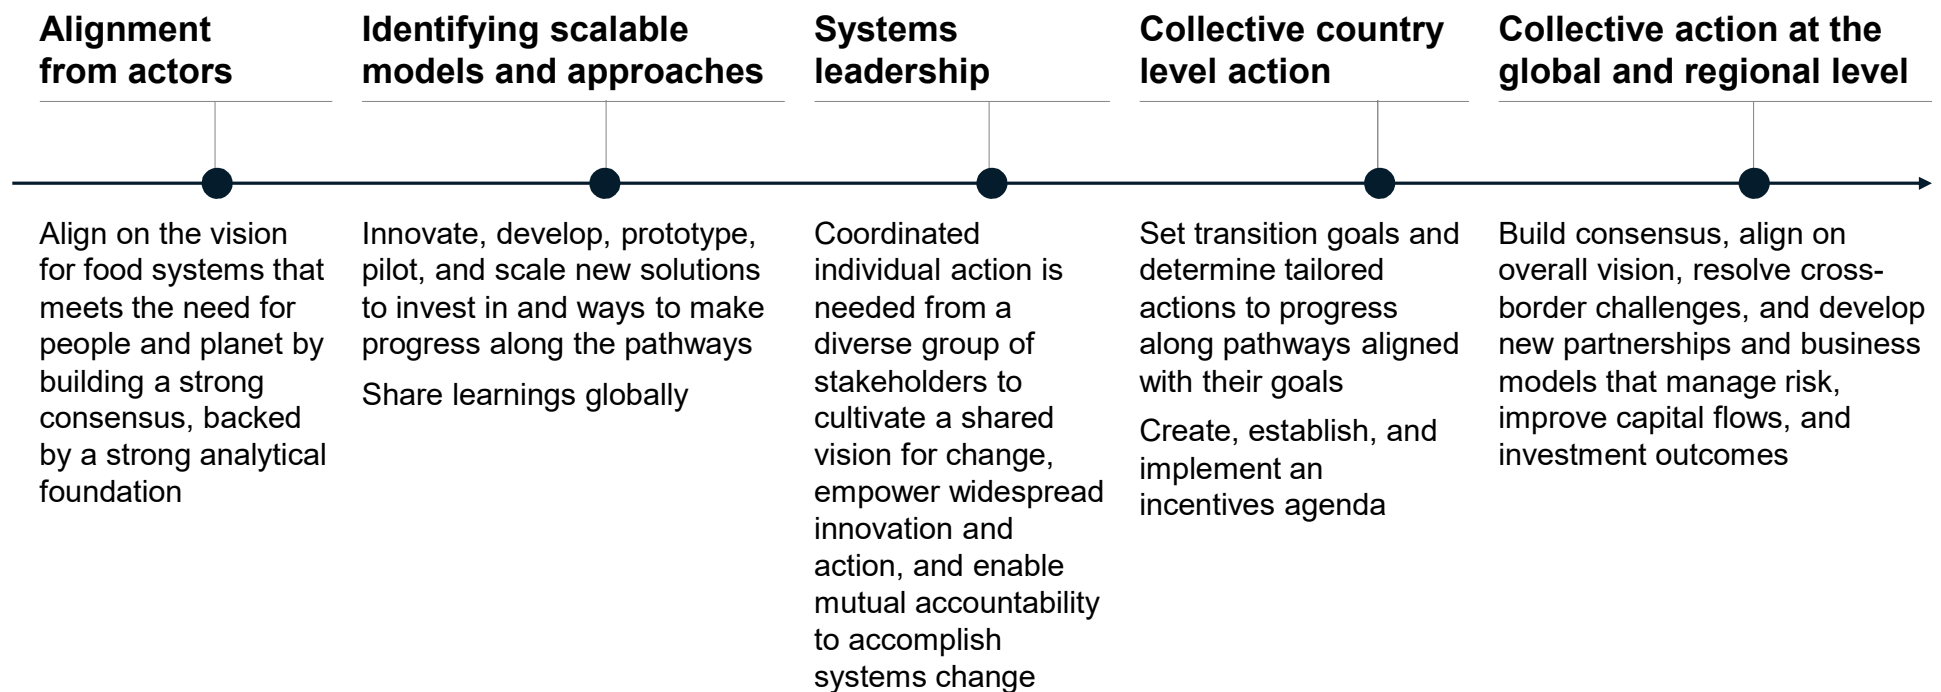 Alignment
from actors
Identifying scalable
models and approaches
Systems
leadership
Collective country
level action
Collective action at the
global and regional level
Align on the vision
for food systems that
meets the need for
people and planet by
building a strong
consensus, backed
by a strong analytical
foundation
Innovate, develop, prototype,
pilot, and scale new solutions
to invest in and ways to make
progress along the pathways
Share learnings globally
Coordinated
individual action is
needed from a
diverse group of
stakeholders to
cultivate a shared
vision for change,
empower widespread
innovation and
action, and enable
mutual accountability
to accomplish
systems change
Set transition goals and
determine tailored
actions to progress
along pathways aligned
with their goals
Create, establish, and
implement an
incentives agenda
Build consensus, align on
overall vision, resolve cross-
border challenges, and develop
new partnerships and business
models that manage risk,
improve capital flows, and
investment outcomes